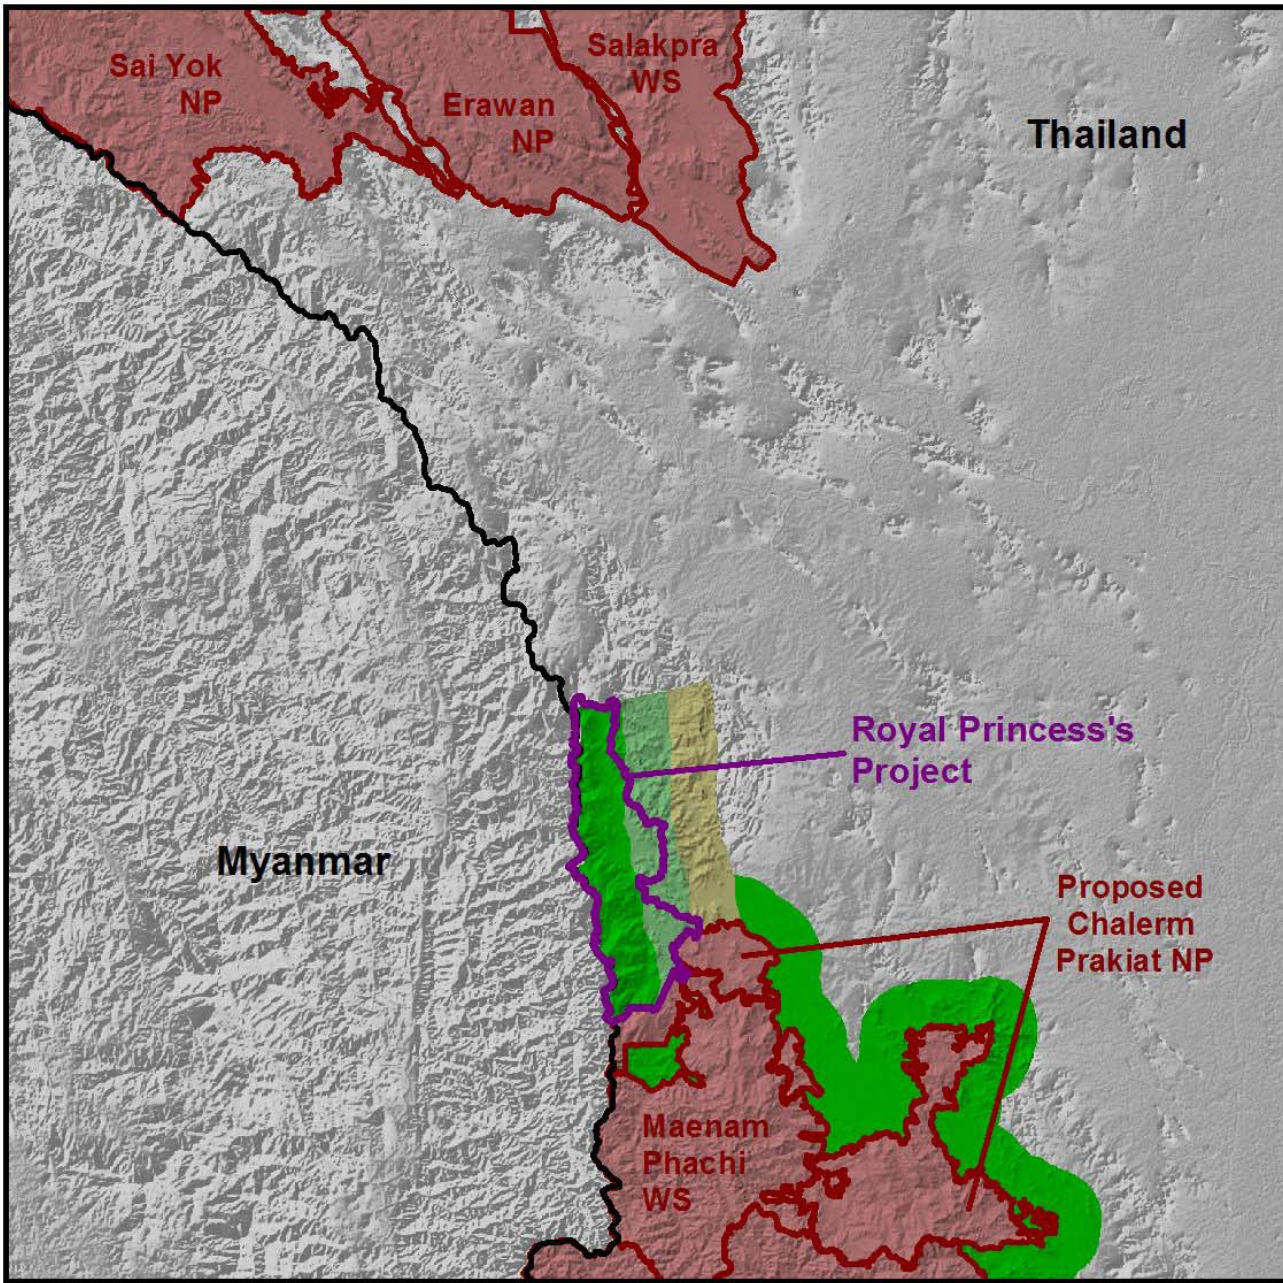 Sai Yok
NP
Erawan
NP
Salakpra
WS
Thailand
Royal Princess's
Project
Myanmar
Proposed
Chalerm
Prakiat NP
Maenam
Phachi
WS